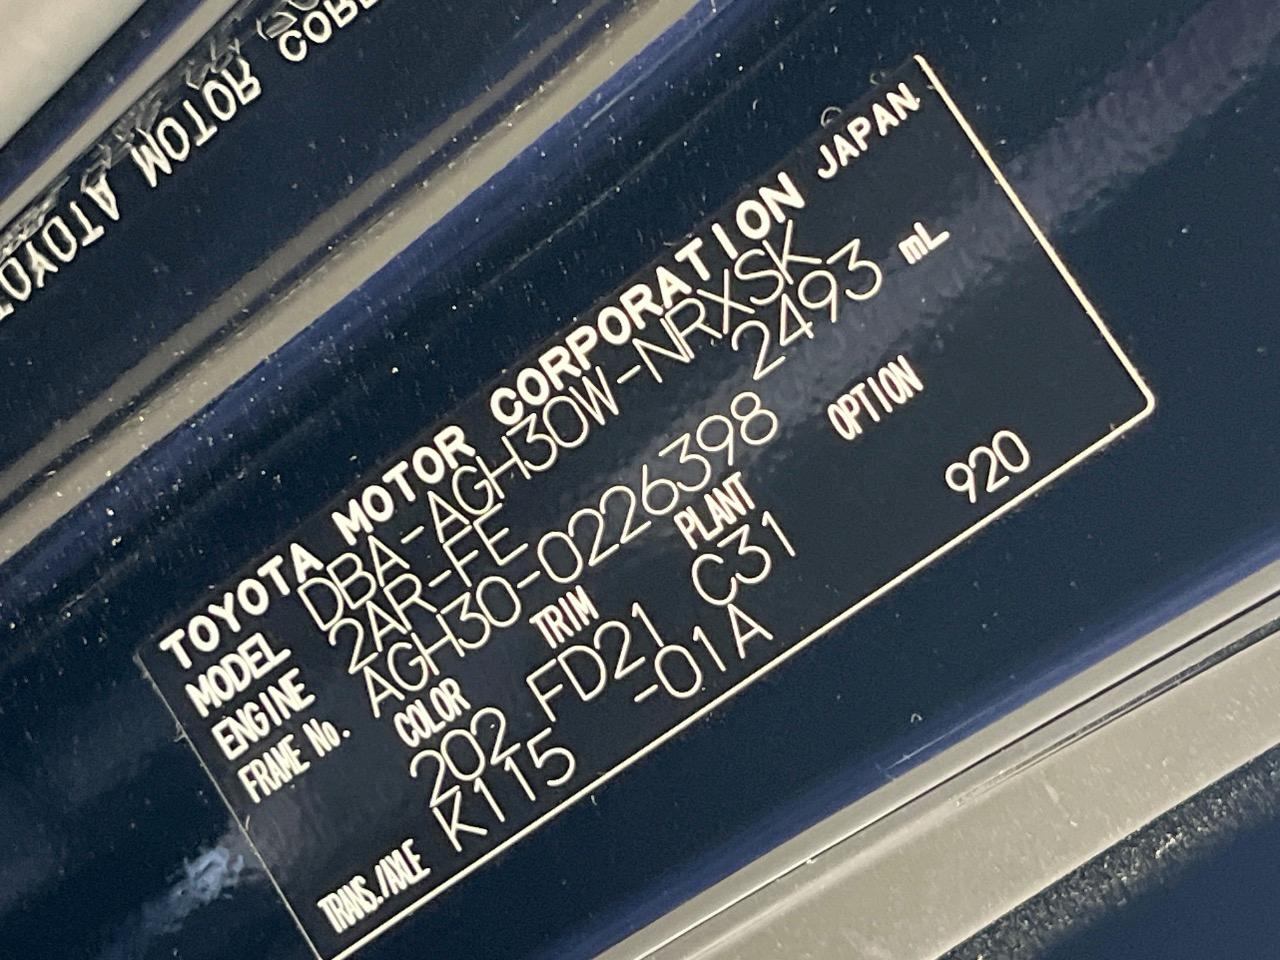 TOYOTA MOTOR CORPORATION JAPAN
MODEL DBA-AGH30W-NRXSK
ENGINE 2AR-FE 2493 mL
FRAME No. AGH30-0226398
COLOR TRIM PLANT OPTION
202 FD21 C31 920
TRANS./AXLE K115 -01A